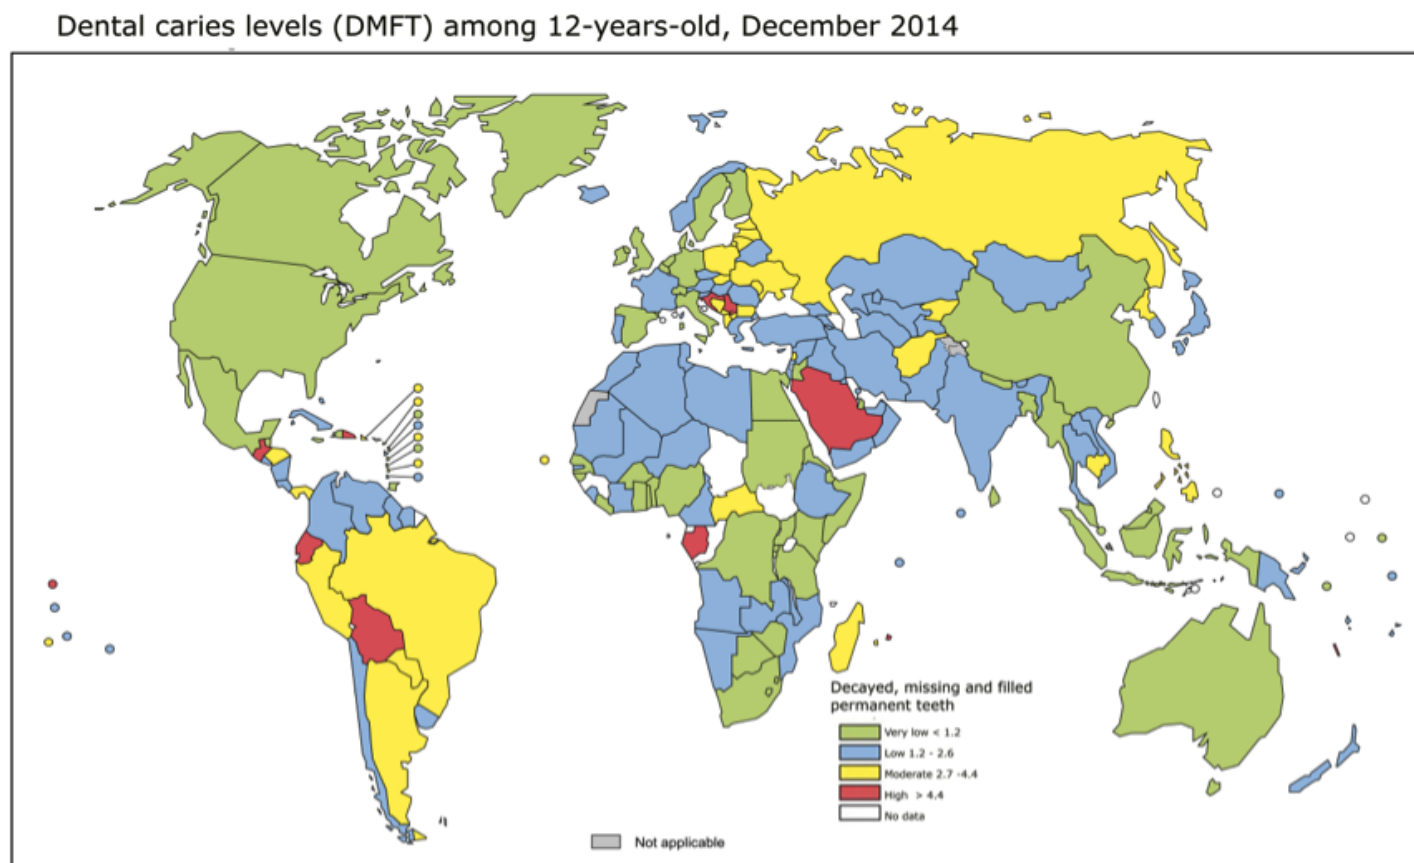 Dental caries levels (DMFT) among 12-years-old, December 2014
Decayed, missing and filled
permanent teeth
Very low < 1.2
Low 1.2 - 2.6
Moderate 2.7 -4.4
High > 4.4
No data
Not applicable